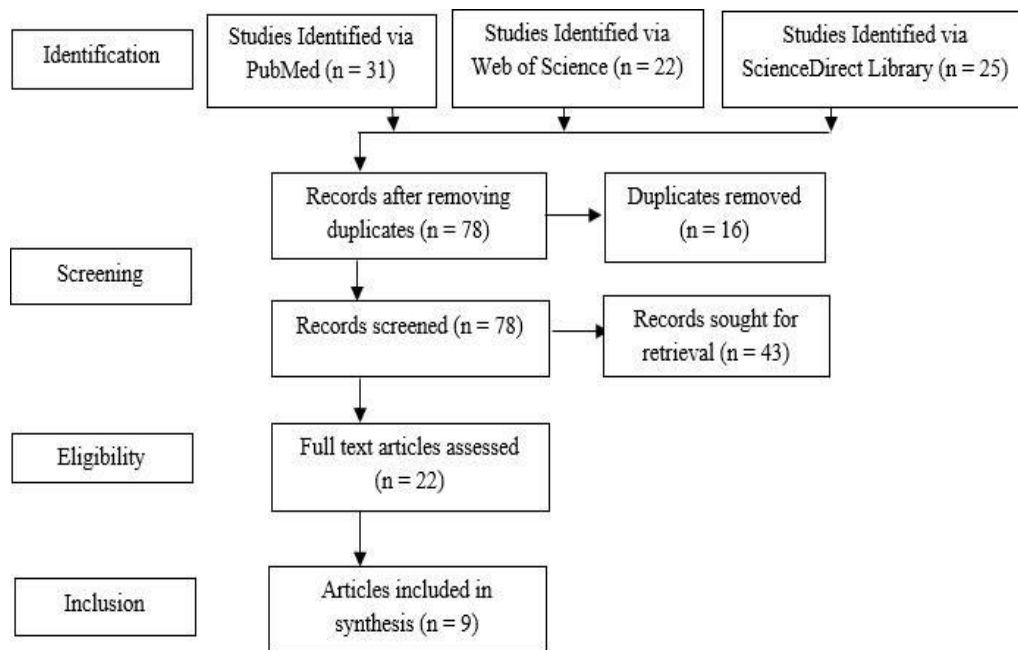 Identification
Studies Identified via
PubMed (n = 31)
Studies Identified via
Web of Science (n = 22)
Studies Identified via
ScienceDirect Library (n = 25)
Records after removing
duplicates (n = 78)
Duplicates removed
(n = 16)
Screening
Records screened (n = 78)
Records sought for
retrieval (n = 43)
Eligibility
Full text articles assessed
(n = 22)
Inclusion
Articles included in
synthesis (n = 9)